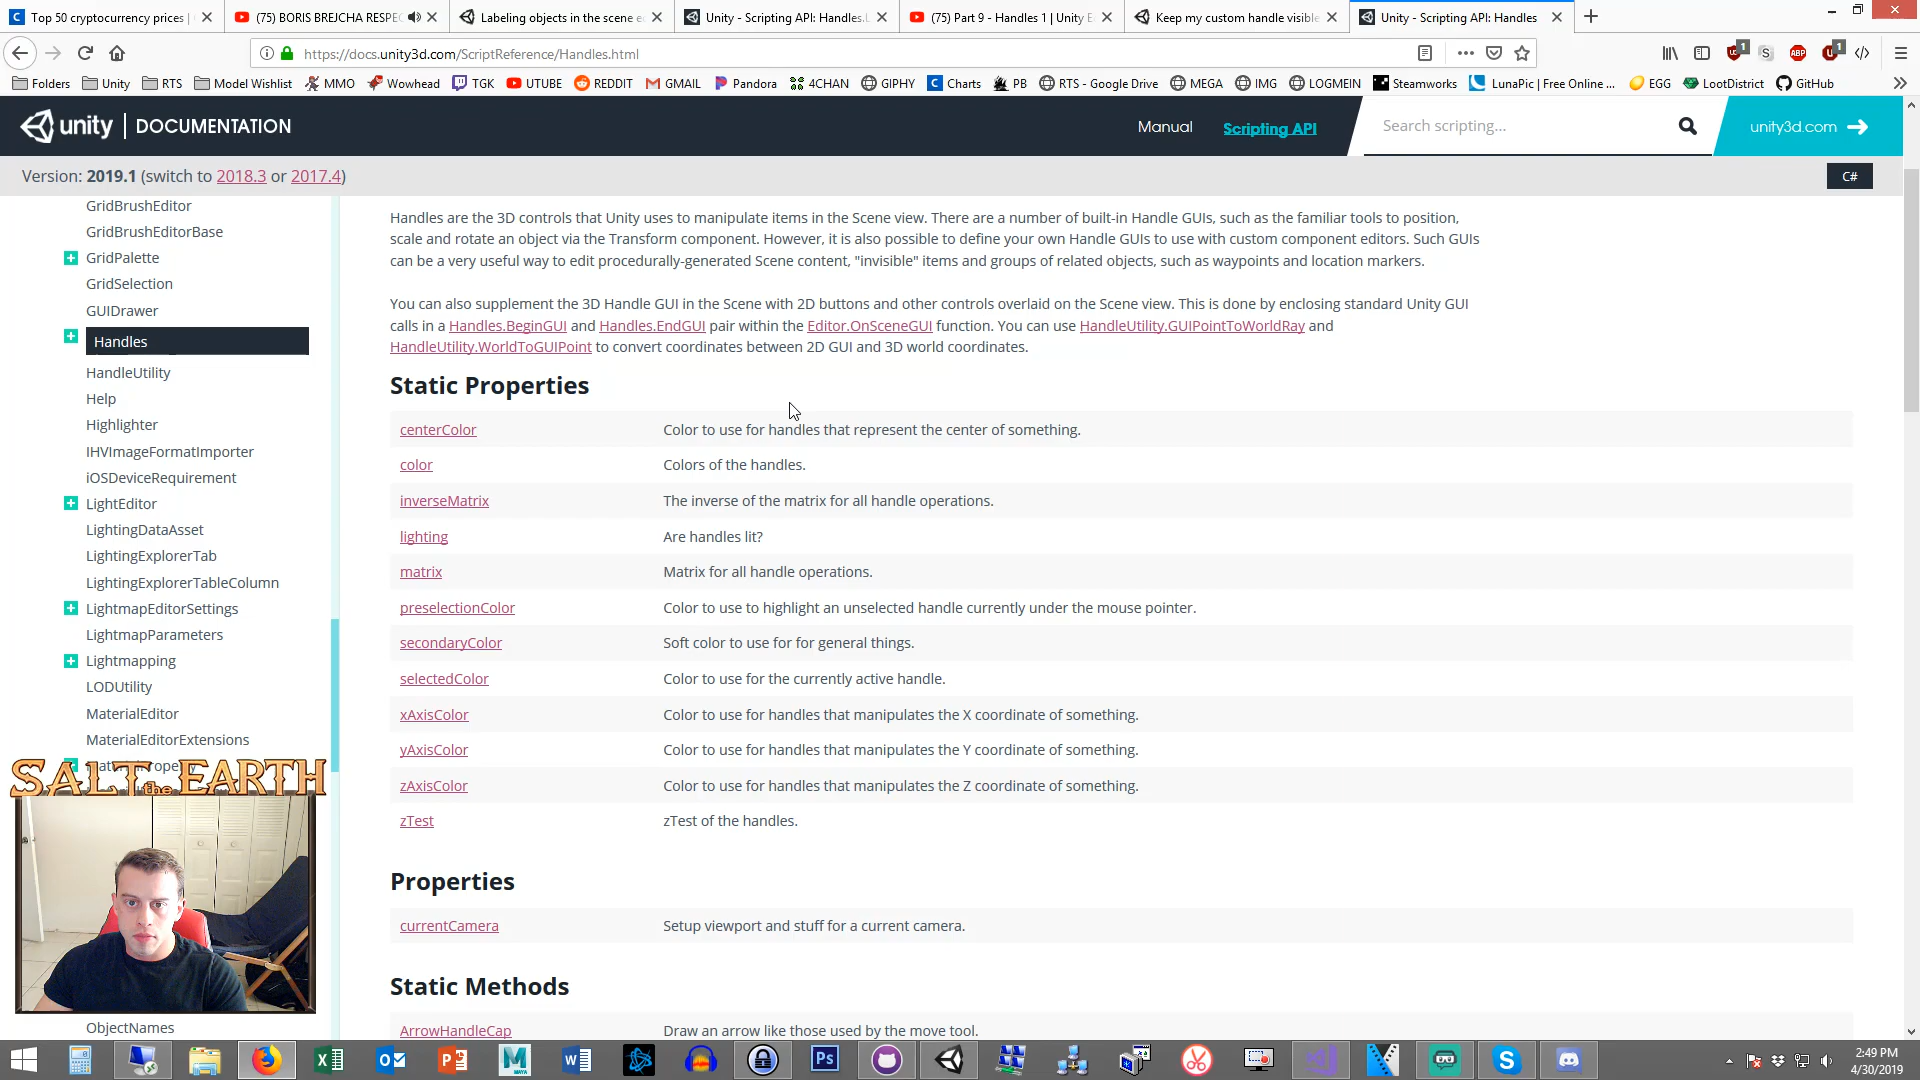 Top 50 cryptocurrency prices |
(75) BORIS BREJCHA RESPEC
Labeling objects in the scene e
Unity - Scripting API: Handles.L
(75) Part 9 - Handles 1 | Unity E
Keep my custom handle visible
Unity - Scripting API: Handles
https://docs.unity3d.com/ScriptReference/Handles.html
1
S
ABP
1
Folders
Unity
RTS
Model Wishlist
MMO
Wowhead
TGK
UTUBE
REDDIT
GMAIL
Pandora
4CHAN
GIPHY
Charts
PB
RTS - Google Drive
MEGA
IMG
LOGMEIN
Steamworks
LunaPic | Free Online ...
EGG
LootDistrict
GitHub
unity | DOCUMENTATION
Manual
Scripting API
Search scripting...
unity3d.com
Version: 2019.1 (switch to 2018.3 or 2017.4)
C#
GridBrushEditor
GridBrushEditorBase
GridPalette
GridSelection
GUIDrawer
Handles
HandleUtility
Help
Highlighter
IHVImageFormatImporter
iOSDeviceRequirement
LightEditor
LightingDataAsset
LightingExplorerTab
LightingExplorerTableColumn
LightmapEditorSettings
LightmapParameters
Lightmapping
LODUtility
MaterialEditor
MaterialEditorExtensions
SALT the EARTH
ObjectNames
Handles are the 3D controls that Unity uses to manipulate items in the Scene view. There are a number of built-in Handle GUIs, such as the familiar tools to position,
scale and rotate an object via the Transform component. However, it is also possible to define your own Handle GUIs to use with custom component editors. Such GUIs
can be a very useful way to edit procedurally-generated Scene content, "invisible" items and groups of related objects, such as waypoints and location markers.
You can also supplement the 3D Handle GUI in the Scene with 2D buttons and other controls overlaid on the Scene view. This is done by enclosing standard Unity GUI
calls in a Handles.BeginGUI and Handles.EndGUI pair within the Editor.OnSceneGUI function. You can use HandleUtility.GUIPointToWorldRay and
HandleUtility.WorldToGUIPoint to convert coordinates between 2D GUI and 3D world coordinates.
Static Properties
centerColor Color to use for handles that represent the center of something.
color Colors of the handles.
inverseMatrix The inverse of the matrix for all handle operations.
lighting Are handles lit?
matrix Matrix for all handle operations.
preselectionColor Color to use to highlight an unselected handle currently under the mouse pointer.
secondaryColor Soft color to use for for general things.
selectedColor Color to use for the currently active handle.
xAxisColor Color to use for handles that manipulates the X coordinate of something.
yAxisColor Color to use for handles that manipulates the Y coordinate of something.
zAxisColor Color to use for handles that manipulates the Z coordinate of something.
zTest zTest of the handles.
Properties
currentCamera Setup viewport and stuff for a current camera.
Static Methods
ArrowHandleCap Draw an arrow like those used by the move tool.
2:49 PM
4/30/2019